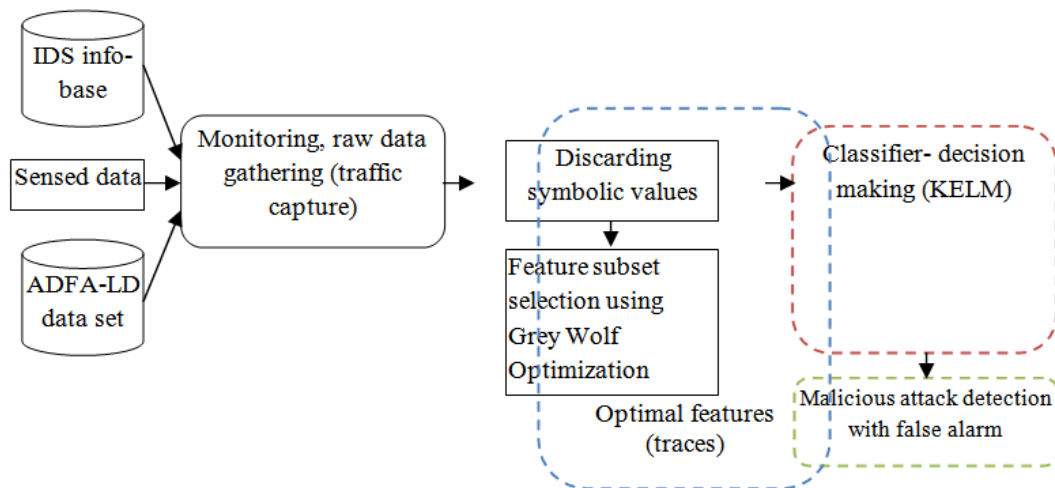 IDS info-
base
Sensed data
ADFA-LD
data set
Monitoring, raw data
gathering (traffic
capture)
Discarding
symbolic values
Feature subset
selection using
Grey Wolf
Optimization
Optimal features
(traces)
Classifier- decision
making (KELM)
Malicious attack detection
with false alarm